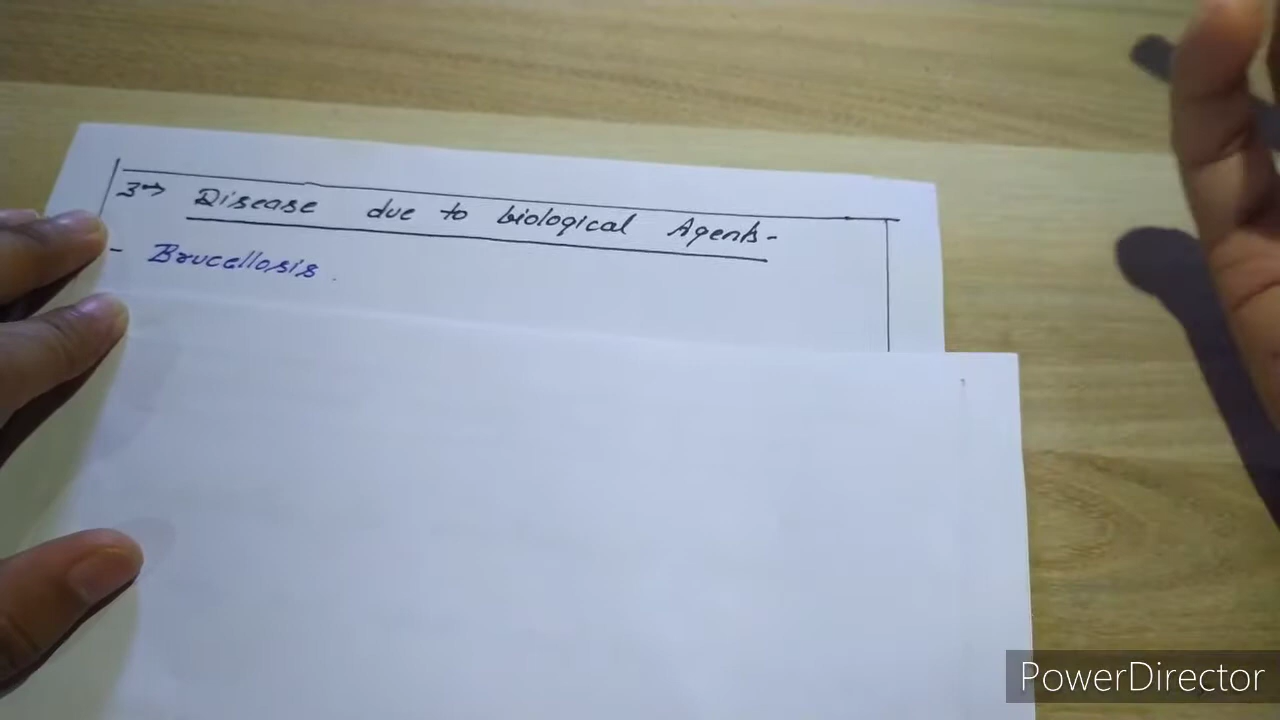 3→ Disease due to biological Agents-
- Brucellosis.
PowerDirector